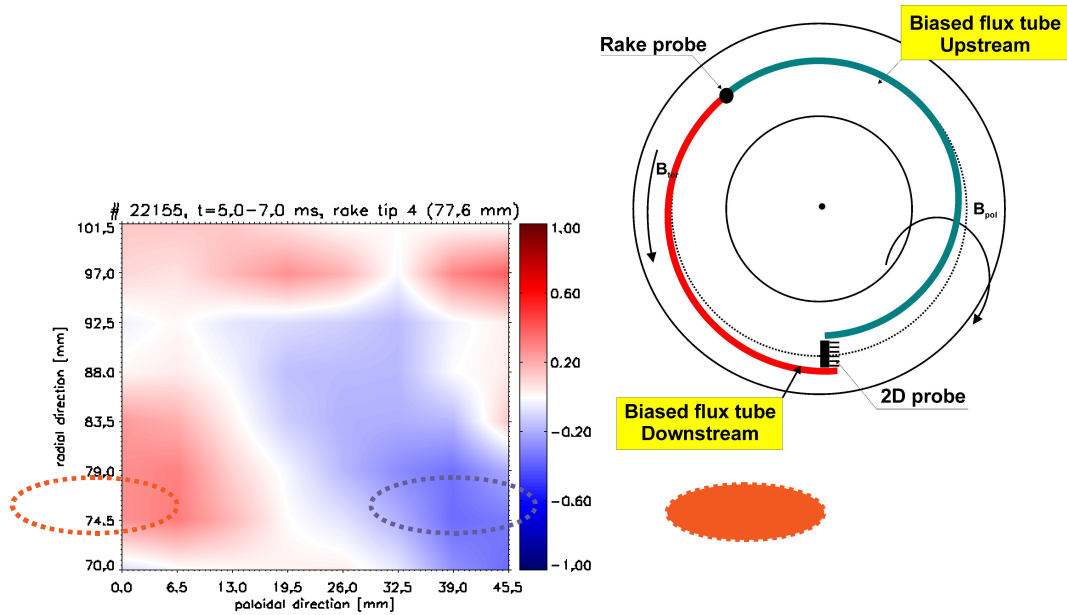 # 22155, t=5,0-7,0 ms, rake tip 4 (77,6 mm)
101,5
97,0
92,5
88,0
83,5
79,0
74,5
70,0
radial direction [mm]
0,0 6,5 13,0 19,5 26,0 32,5 39,0 45,5
poloidal direction [mm]
1,00
0,60
0,20
-0,20
-0,60
-1,00
Biased flux tube
Upstream
Rake probe
Btor
Bpol
2D probe
Biased flux tube
Downstream